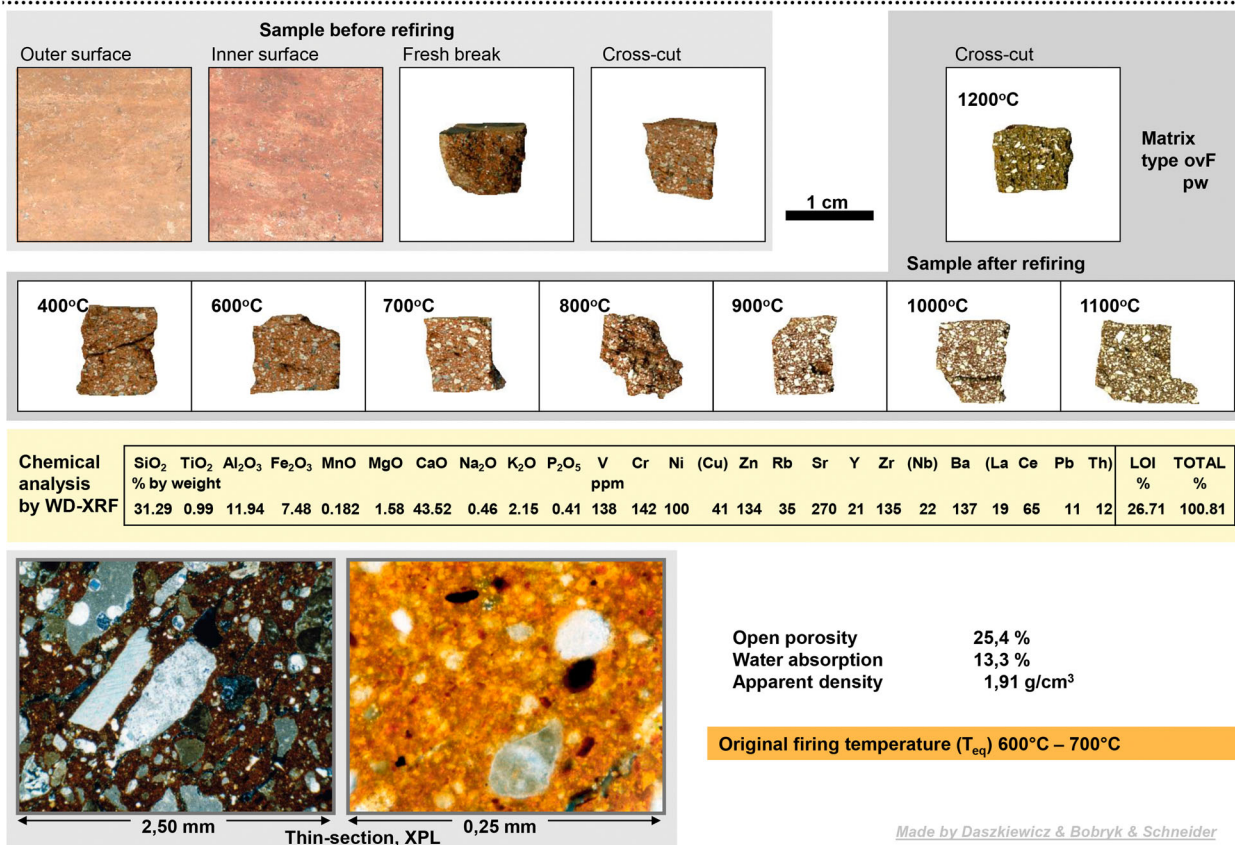 Sample before refiring
Outer surface Inner surface Fresh break Cross-cut
Cross-cut
1200°C
Matrix
type ovF
pw
1 cm
Sample after refiring
400°C 600°C 700°C 800°C 900°C 1000°C 1100°C
Chemical
analysis
by WD-XRF
SiO₂ TiO₂ Al₂O₃ Fe₂O₃ MnO MgO CaO Na₂O K₂O P₂O₅ V Cr Ni (Cu) Zn Rb Sr Y Zr (Nb) Ba (La Ce Pb Th) LOI TOTAL
% by weight ppm % %
31.29 0.99 11.94 7.48 0.182 1.58 43.52 0.46 2.15 0.41 138 142 100 41 134 35 270 21 135 22 137 19 65 11 12 26.71 100.81
2,50 mm 0,25 mm
Thin-section, XPL
Open porosity 25,4 %
Water absorption 13,3 %
Apparent density 1,91 g/cm³
Original firing temperature (Tₑq) 600°C – 700°C
Made by Daszkiewicz & Bobryk & Schneider